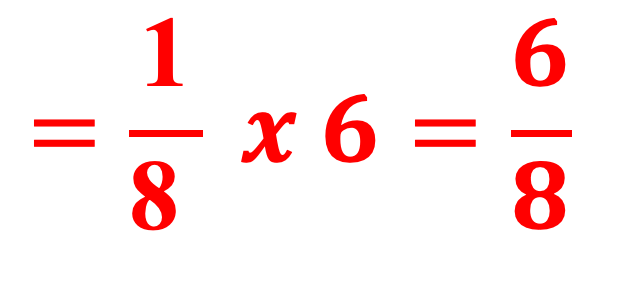 = 1/8 x 6 = 6/8